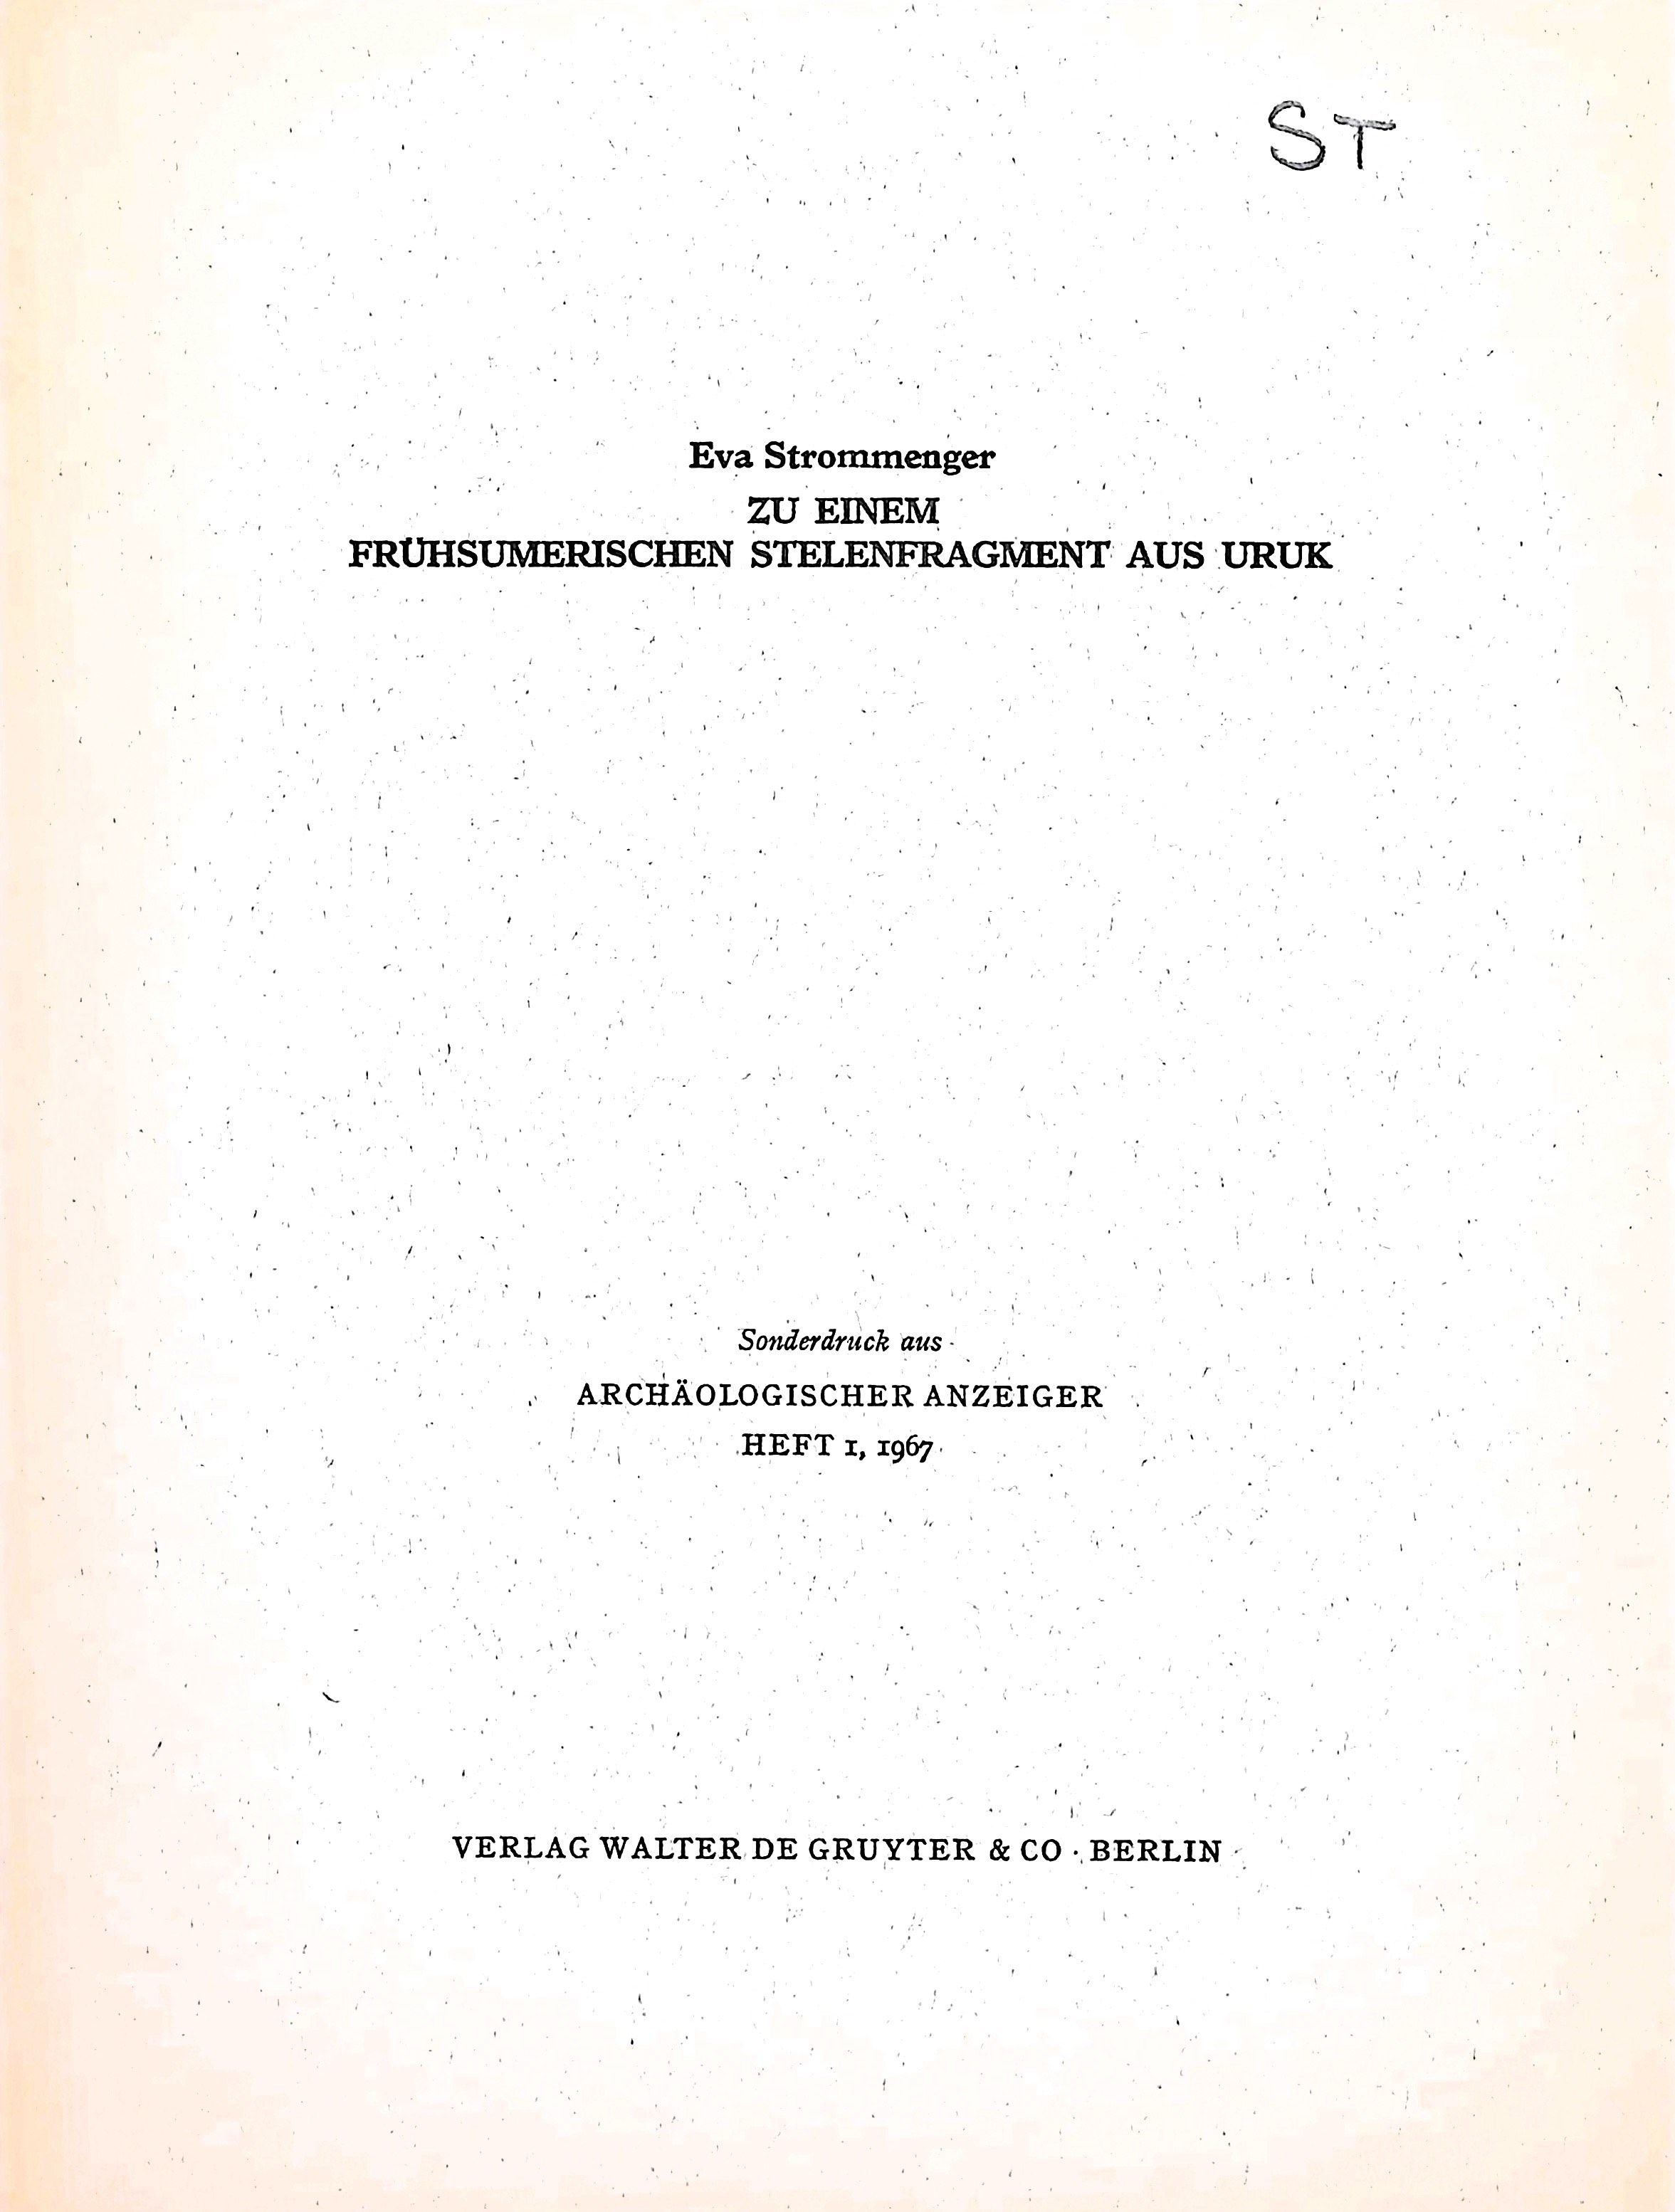 ST
Eva Strommenger
ZU EINEM
FRÜHSUMERISCHEN STELENFRAGMENT AUS URUK
Sonderdruck aus
ARCHÄOLOGISCHER ANZEIGER
HEFT 1, 1967
VERLAG WALTER DE GRUYTER & CO · BERLIN